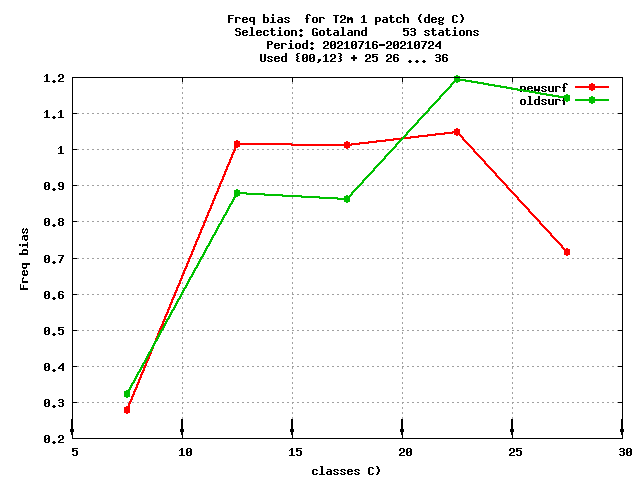 Freq bias  for T2m 1 patch (deg C)
Selection: Gotaland     53 stations
Period: 20210716-20210724
Used {00,12} + 25 26 ... 36
newsurf
oldsurf
1.2
1.1
1
0.9
0.8
0.7
0.6
0.5
0.4
0.3
0.2
Freq bias
5 10 15 20 25 30
classes C)